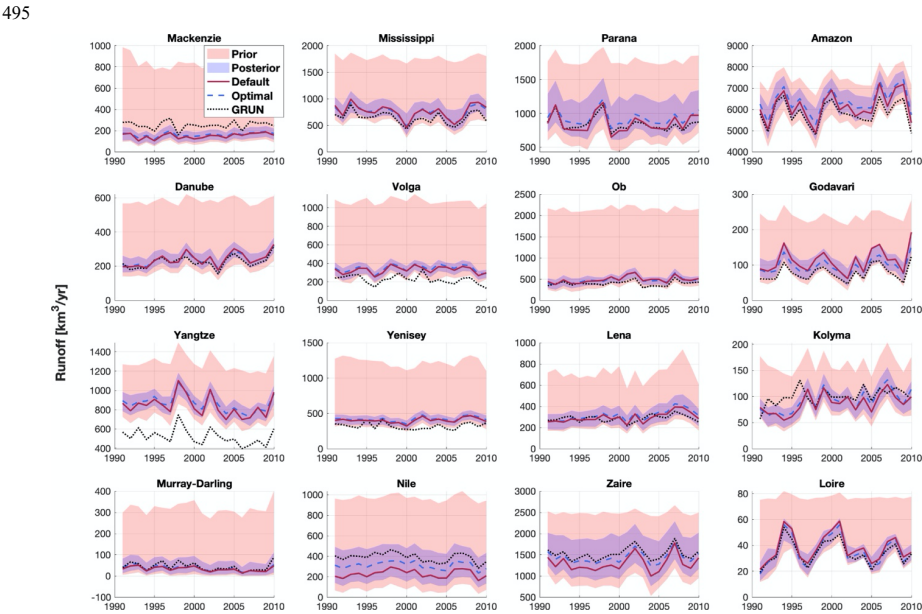 495
Mackenzie
1000
800
600
400
200
0
1990 1995 2000 2005 2010
Prior
Posterior
Default
Optimal
GRUN
Mississippi
2000
1500
1000
500
0
1990 1995 2000 2005 2010
Parana
2000
1500
1000
500
1990 1995 2000 2005 2010
Amazon
9000
8000
7000
6000
5000
4000
1990 1995 2000 2005 2010
Runoff [km³/yr]
Danube
600
400
200
0
1990 1995 2000 2005 2010
Volga
1000
800
600
400
200
0
1990 1995 2000 2005 2010
Ob
2500
2000
1500
1000
500
0
1990 1995 2000 2005 2010
Godavari
300
200
100
0
1990 1995 2000 2005 2010
Yangtze
1400
1200
1000
800
600
400
1990 1995 2000 2005 2010
Yenisey
1500
1000
500
0
1990 1995 2000 2005 2010
Lena
1000
800
600
400
200
0
1990 1995 2000 2005 2010
Kolyma
200
150
100
50
0
1990 1995 2000 2005 2010
Murray-Darling
400
300
200
100
0
-100
1990 1995 2000 2005 2010
Nile
1000
800
600
400
200
0
1990 1995 2000 2005 2010
Zaire
3000
2500
2000
1500
1000
500
1990 1995 2000 2005 2010
Loire
80
60
40
20
0
1990 1995 2000 2005 2010